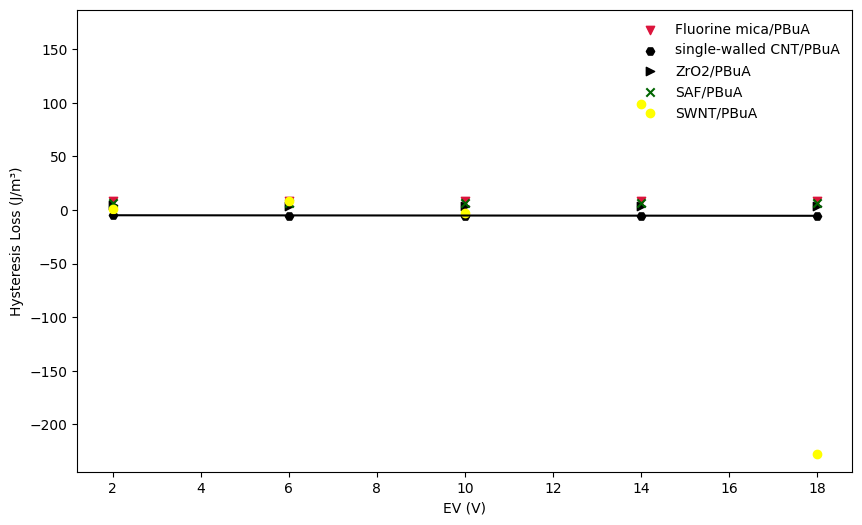 Fluorine mica/PBuA
single-walled CNT/PBuA
ZrO2/PBuA
SAF/PBuA
SWNT/PBuA
150
100
50
0
−50
−100
−150
−200
Hysteresis Loss (J/m³)
2 4 6 8 10 12 14 16 18
EV (V)